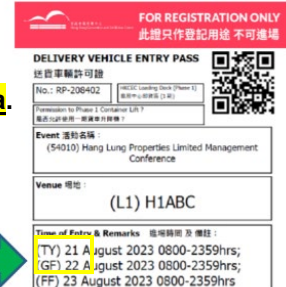 FOR REGISTRATION ONLY
此證只作登記用途 不可進場
DELIVERY VEHICLE ENTRY PASS
送貨車輛許可證
No.: RP-208402
HKCEC Loading Dock (Phase 1)
a.
Permission to Phase 1 Container Lift ?
Event 活動名稱：
(54010) Hang Lung Properties Limited Management
Conference
Venue 場地：
(L1) H1ABC
Time of Entry & Remarks 進場時間 及 備註：
(TY) 21 August 2023 0800-2359hrs;
(GF) 22 August 2023 0800-2359hrs;
(FF) 23 August 2023 0800-2359hrs